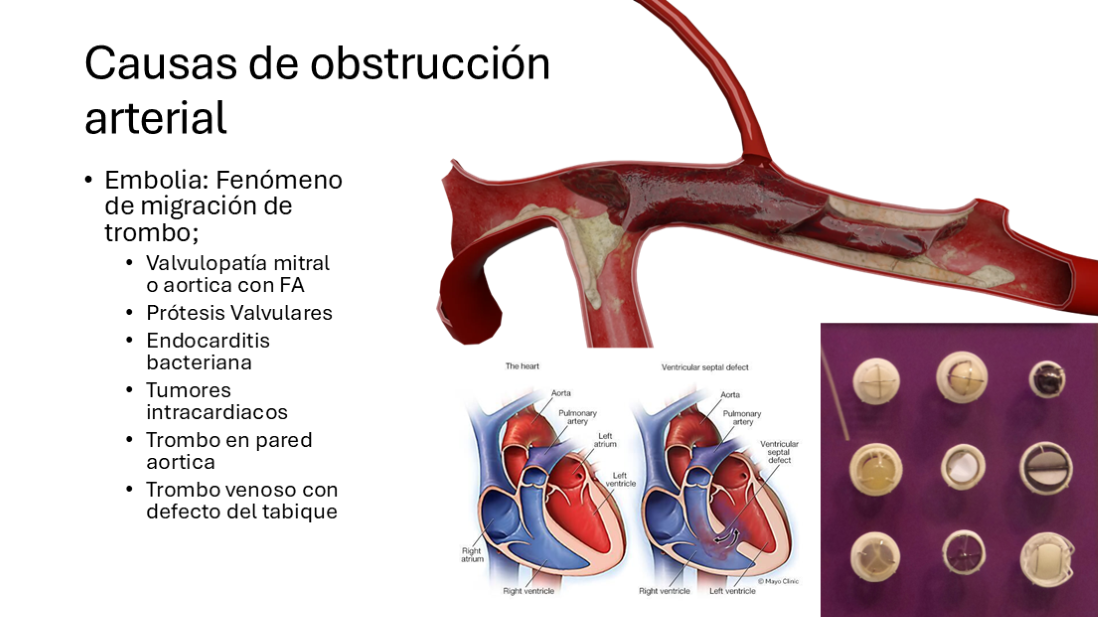 Causas de obstrucción
arterial
• Embolia: Fenómeno
de migración de
trombo;
• Valvulopatía mitral
o aortica con FA
• Prótesis Valvulares
• Endocarditis
bacteriana
• Tumores
intracardiacos
• Trombo en pared
aortica
• Trombo venoso con
defecto del tabique
The heart
Aorta
Pulmonary
artery
Left
atrium
Left
ventricle
Right
atrium
Right ventricle
Ventricular septal defect
Aorta
Pulmonary
artery
Ventricular
septal
defect
Right ventricle
Left ventricle
© Mayo Clinic